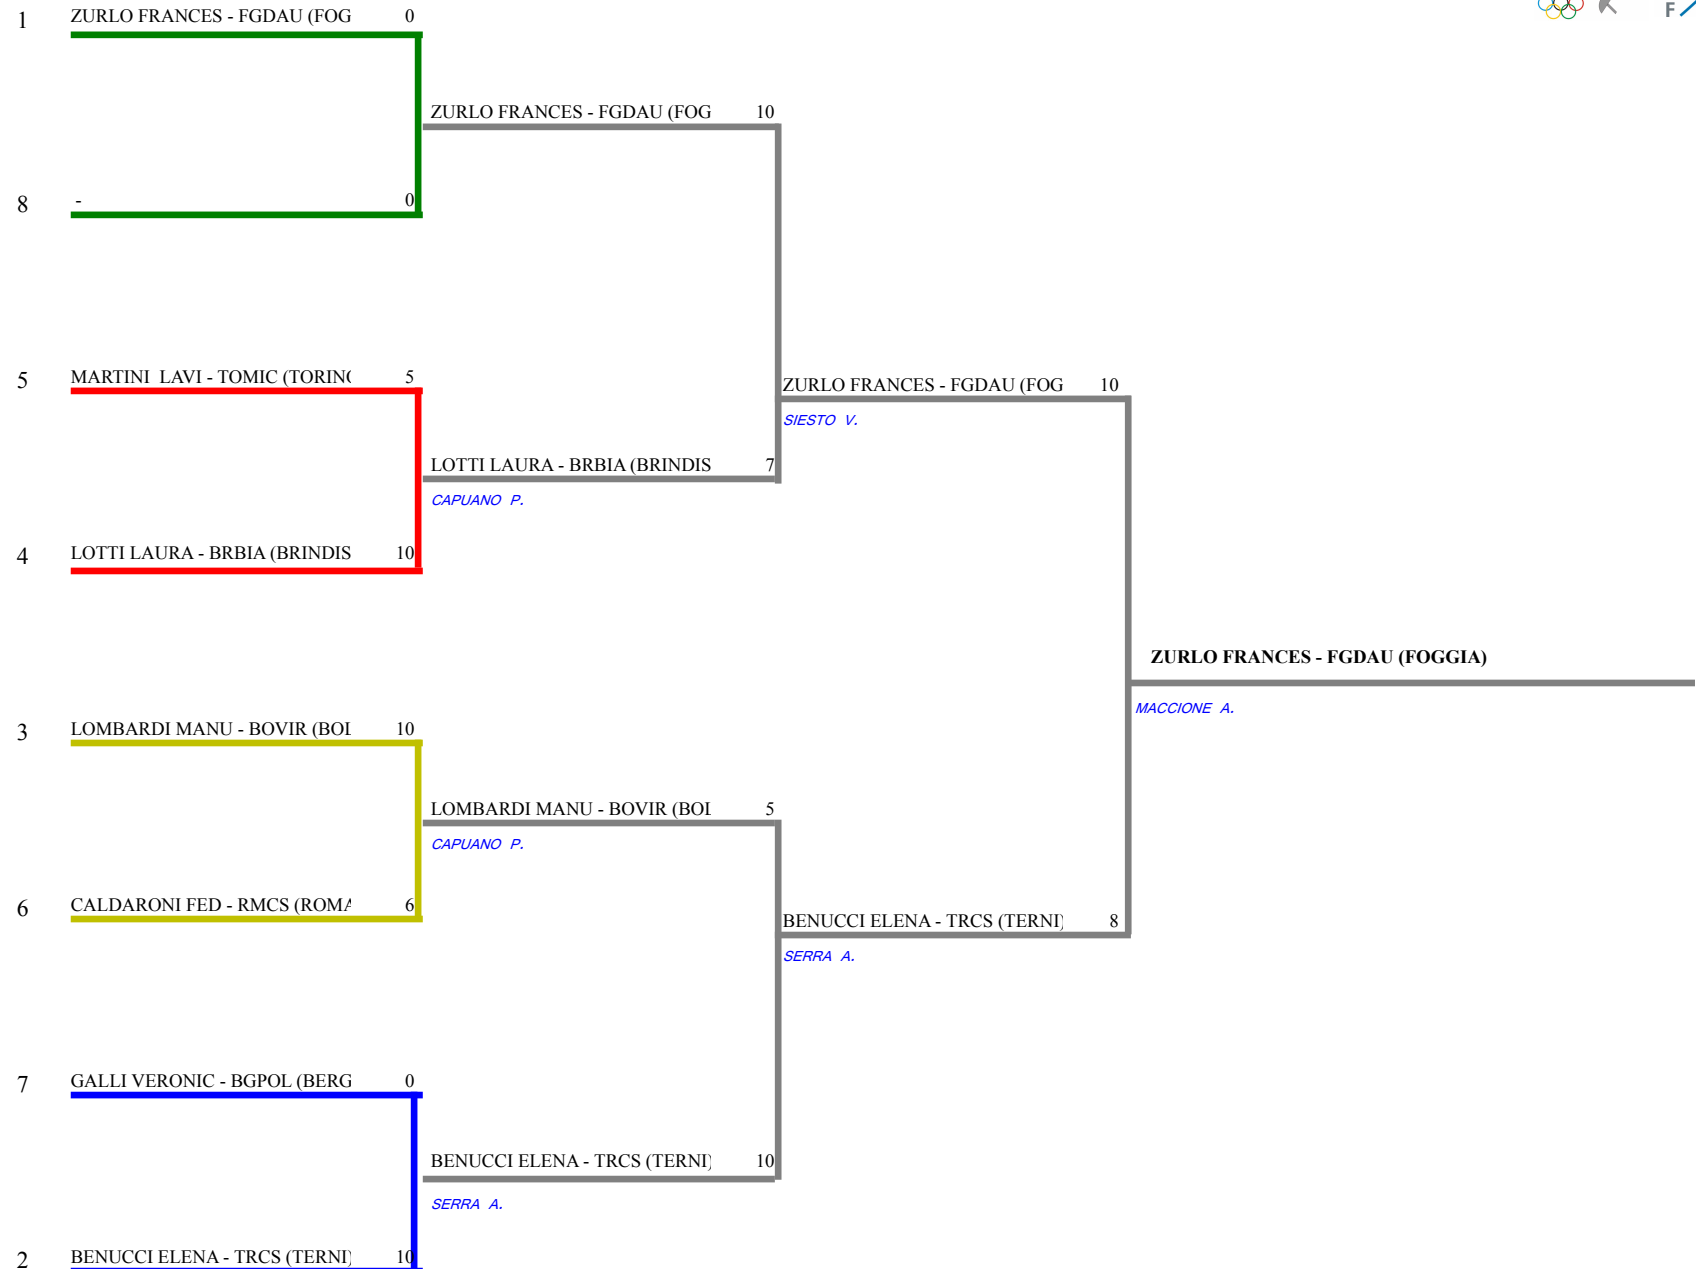 F
1 ZURLO FRANCES - FGDAU (FOG 0
ZURLO FRANCES - FGDAU (FOG 10
8 - 0
5 MARTINI LAVI - TOMIC (TORIN 5
ZURLO FRANCES - FGDAU (FOG 10
SIESTO V.
LOTTI LAURA - BRBIA (BRINDIS 7
CAPUANO P.
4 LOTTI LAURA - BRBIA (BRINDIS 10
ZURLO FRANCES - FGDAU (FOGGIA)
MACCIONE A.
3 LOMBARDI MANU - BOVIR (BOL 10
LOMBARDI MANU - BOVIR (BOL 5
CAPUANO P.
6 CALDARONI FED - RMCS (ROMA 6
BENUCCI ELENA - TRCS (TERNI) 8
SERRA A.
7 GALLI VERONIC - BGPOL (BERG 0
BENUCCI ELENA - TRCS (TERNI) 10
SERRA A.
2 BENUCCI ELENA - TRCS (TERNI) 10